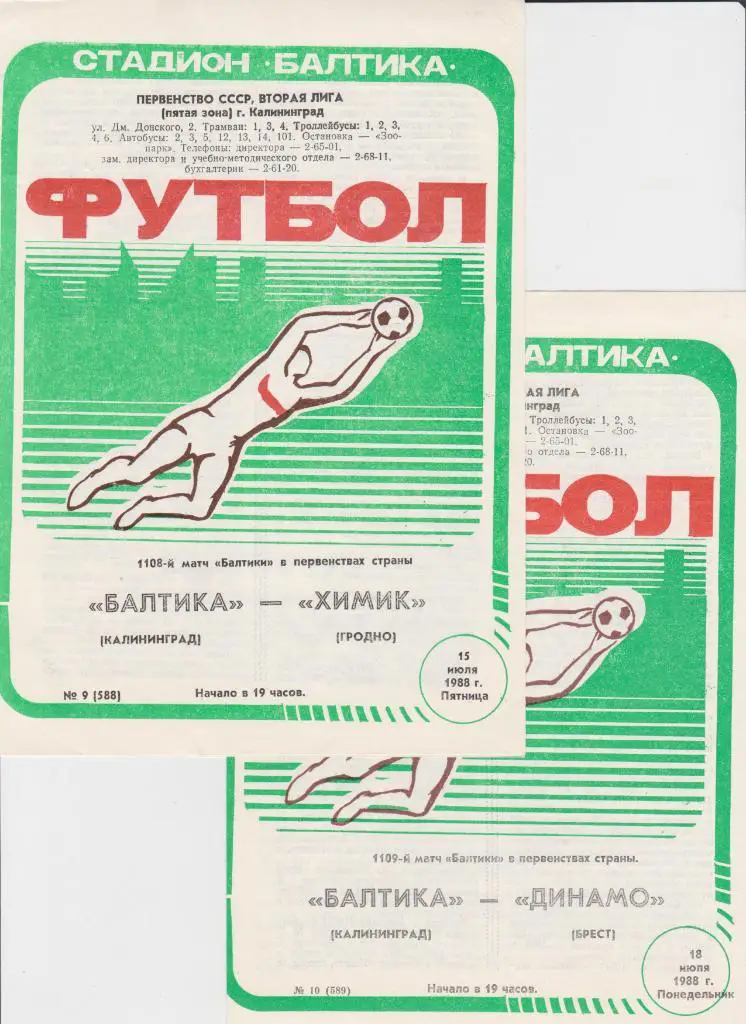 СТАДИОН «БАЛТИКА»
ПЕРВЕНСТВО СССР, ВТОРАЯ ЛИГА
(пятая зона) г. Калининград
ул. Дм. Донского, 2. Трамваи: 1, 3, 4. Троллейбусы: 1, 2, 3,
4, 6. Автобусы: 2, 3, 5, 12, 13, 14, 101. Остановка — «Зоо-
парк». Телефоны: директора — 2-65-01,
зам. директора и учебно-методического отдела — 2-68-11,
бухгалтерия — 2-61-20.
ФУТБОЛ
1108-й матч «Балтики» в первенствах страны
«БАЛТИКА» — «ХИМИК»
(КАЛИНИНГРАД) (ГРОДНО)
15
июля
1988 г.
Пятница
№ 9 (588) Начало в 19 часов.
АЛТИКА»
АЯ ЛИГА
нград
Троллейбусы: 1, 2, 3,
1. Остановка — «Зоо-
— 2-65-01,
отдела — 2-68-11,
20.
БОЛ
1109-й матч «Балтики» в первенствах страны.
«БАЛТИКА» — «ДИНАМО»
(КАЛИНИНГРАД) (БРЕСТ)
18
июля
1988 г.
Понедельник
№ 10 (589) Начало в 19 часов.